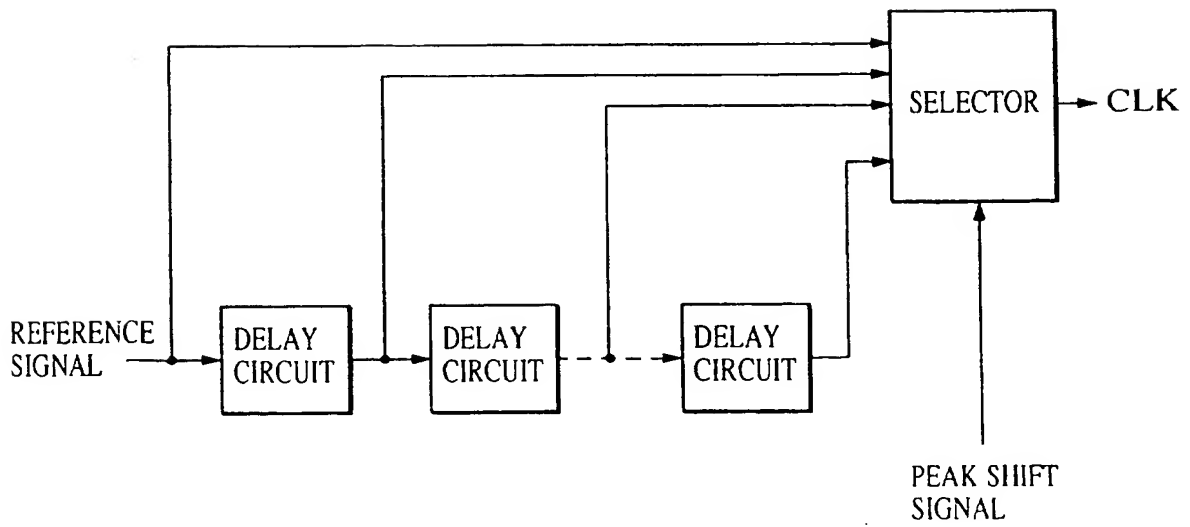 SELECTOR
CLK
REFERENCE
SIGNAL
DELAY
CIRCUIT
DELAY
CIRCUIT
DELAY
CIRCUIT
PEAK SHIFT
SIGNAL